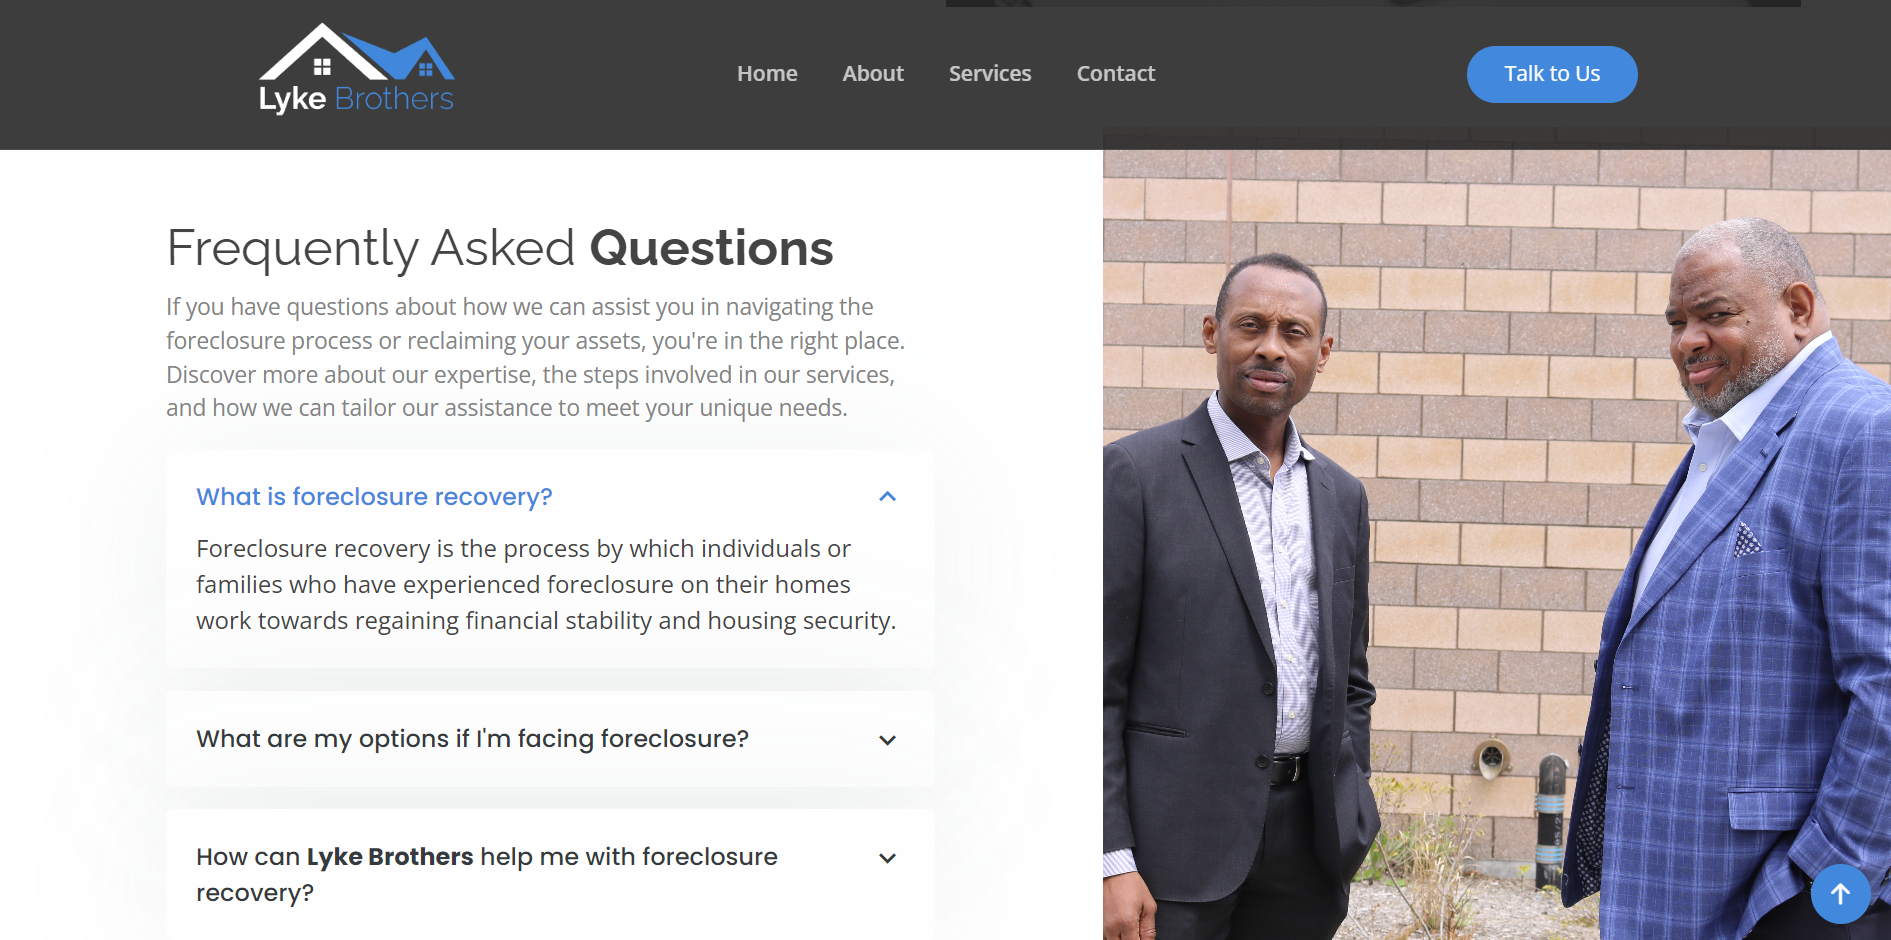 Lyke Brothers
Home About Services Contact
Talk to Us
Frequently Asked Questions
If you have questions about how we can assist you in navigating the
foreclosure process or reclaiming your assets, you're in the right place.
Discover more about our expertise, the steps involved in our services,
and how we can tailor our assistance to meet your unique needs.
What is foreclosure recovery?
Foreclosure recovery is the process by which individuals or
families who have experienced foreclosure on their homes
work towards regaining financial stability and housing security.
What are my options if I'm facing foreclosure?
How can Lyke Brothers help me with foreclosure
recovery?